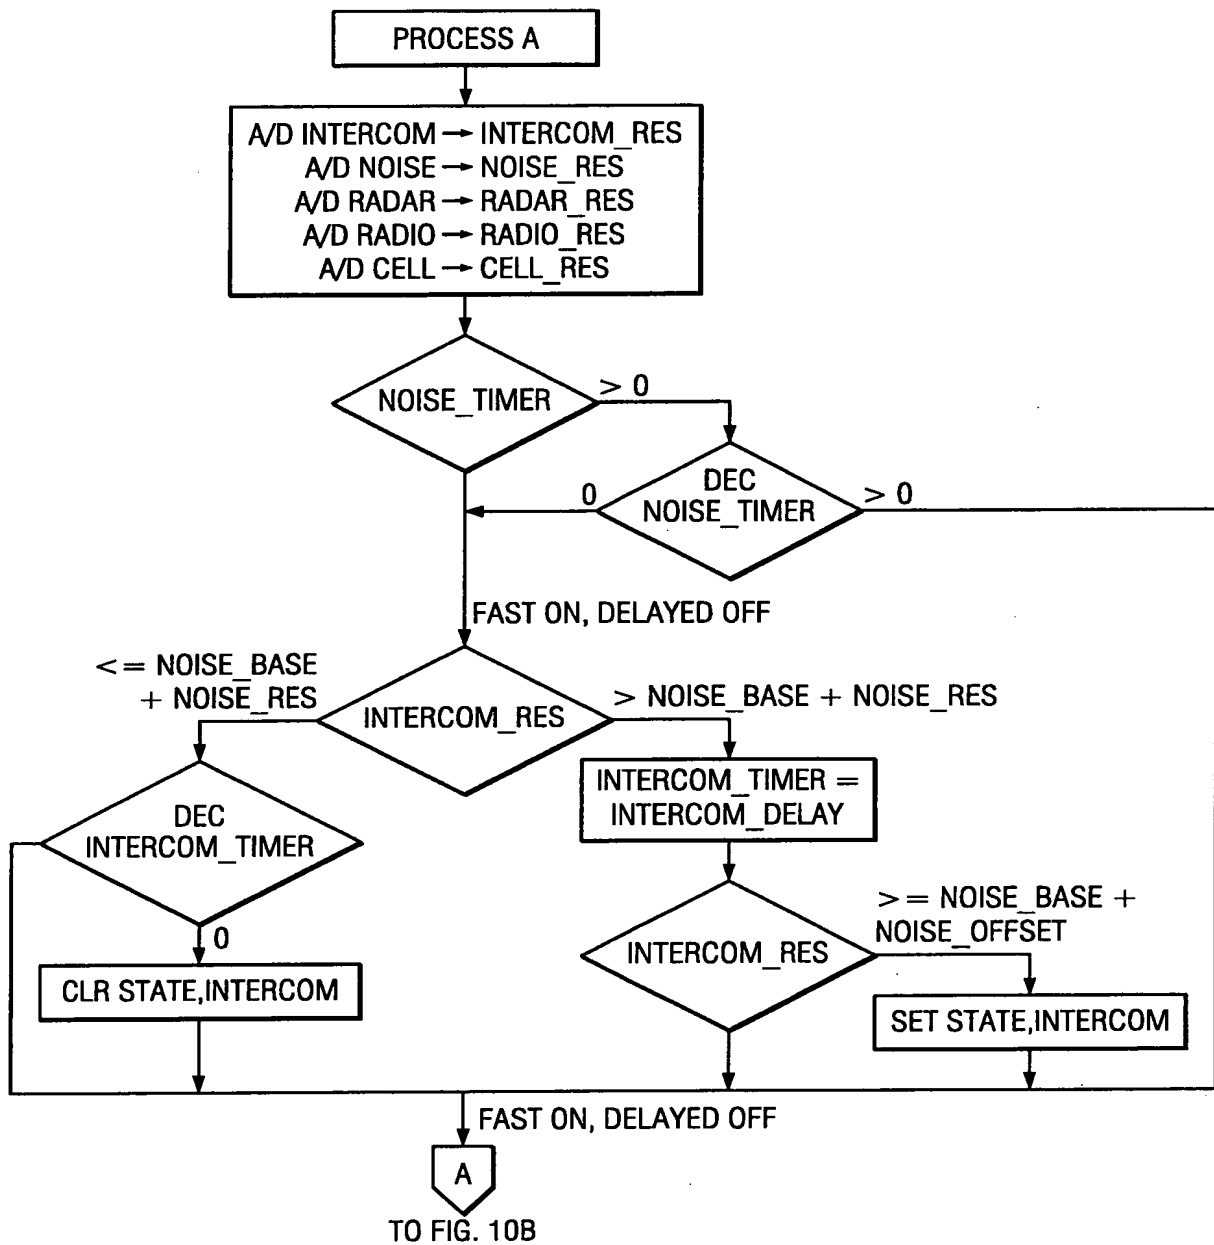 PROCESS A
A/D INTERCOM → INTERCOM_RES
A/D NOISE → NOISE_RES
A/D RADAR → RADAR_RES
A/D RADIO → RADIO_RES
A/D CELL → CELL_RES
NOISE_TIMER
> 0
DEC
NOISE_TIMER
0
> 0
FAST ON, DELAYED OFF
<= NOISE_BASE
+ NOISE_RES
INTERCOM_RES
> NOISE_BASE + NOISE_RES
DEC
INTERCOM_TIMER
INTERCOM_TIMER =
INTERCOM_DELAY
0
CLR STATE,INTERCOM
INTERCOM_RES
>= NOISE_BASE +
NOISE_OFFSET
SET STATE,INTERCOM
FAST ON, DELAYED OFF
A
TO FIG. 10B